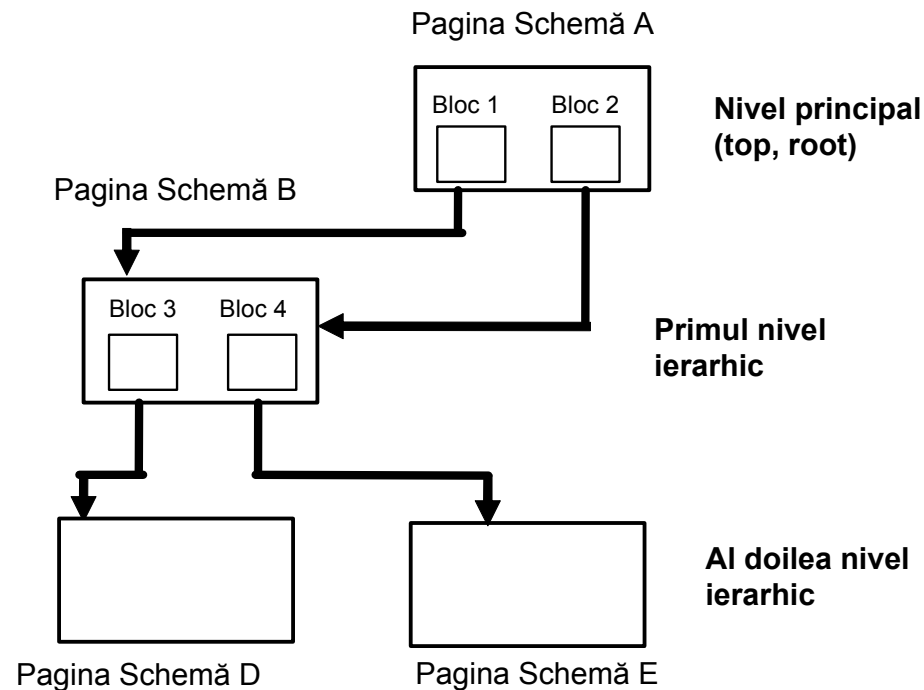 Pagina Schemă A
Bloc 1
Bloc 2
Nivel principal
(top, root)
Pagina Schemă B
Bloc 3
Bloc 4
Primul nivel
ierarhic
Al doilea nivel
ierarhic
Pagina Schemă D
Pagina Schemă E